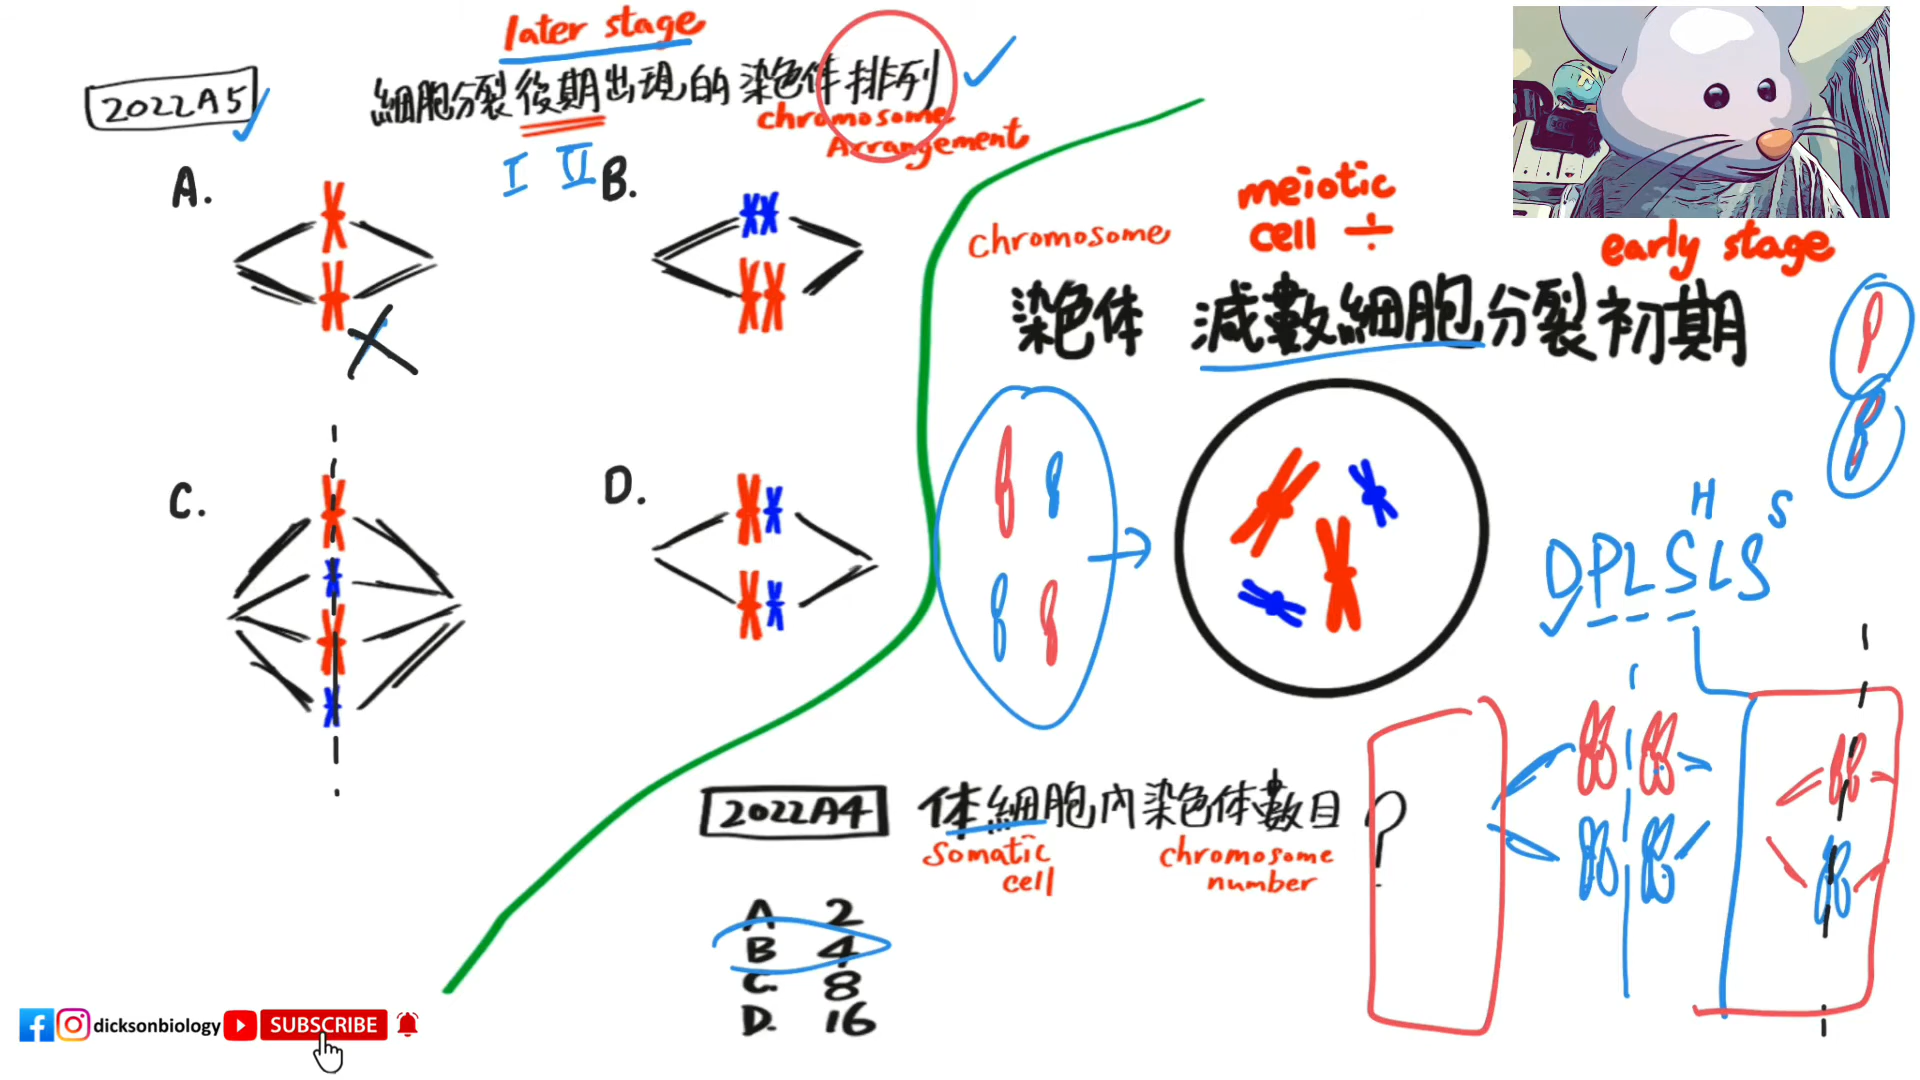 later stage
2022A5
細胞分裂後期出現的染色体排列
chromosome
Arrangement
I II
A.
B.
C.
D.
meiotic
cell ÷
chromosome
early stage
染色体 減數細胞分裂初期
H S
DPLSLS
2022A4 体細胞內染色体數目?
somatic
cell
chromosome
number
A 2
B 4
C. 8
D. 16
dicksonbiology SUBSCRIBE